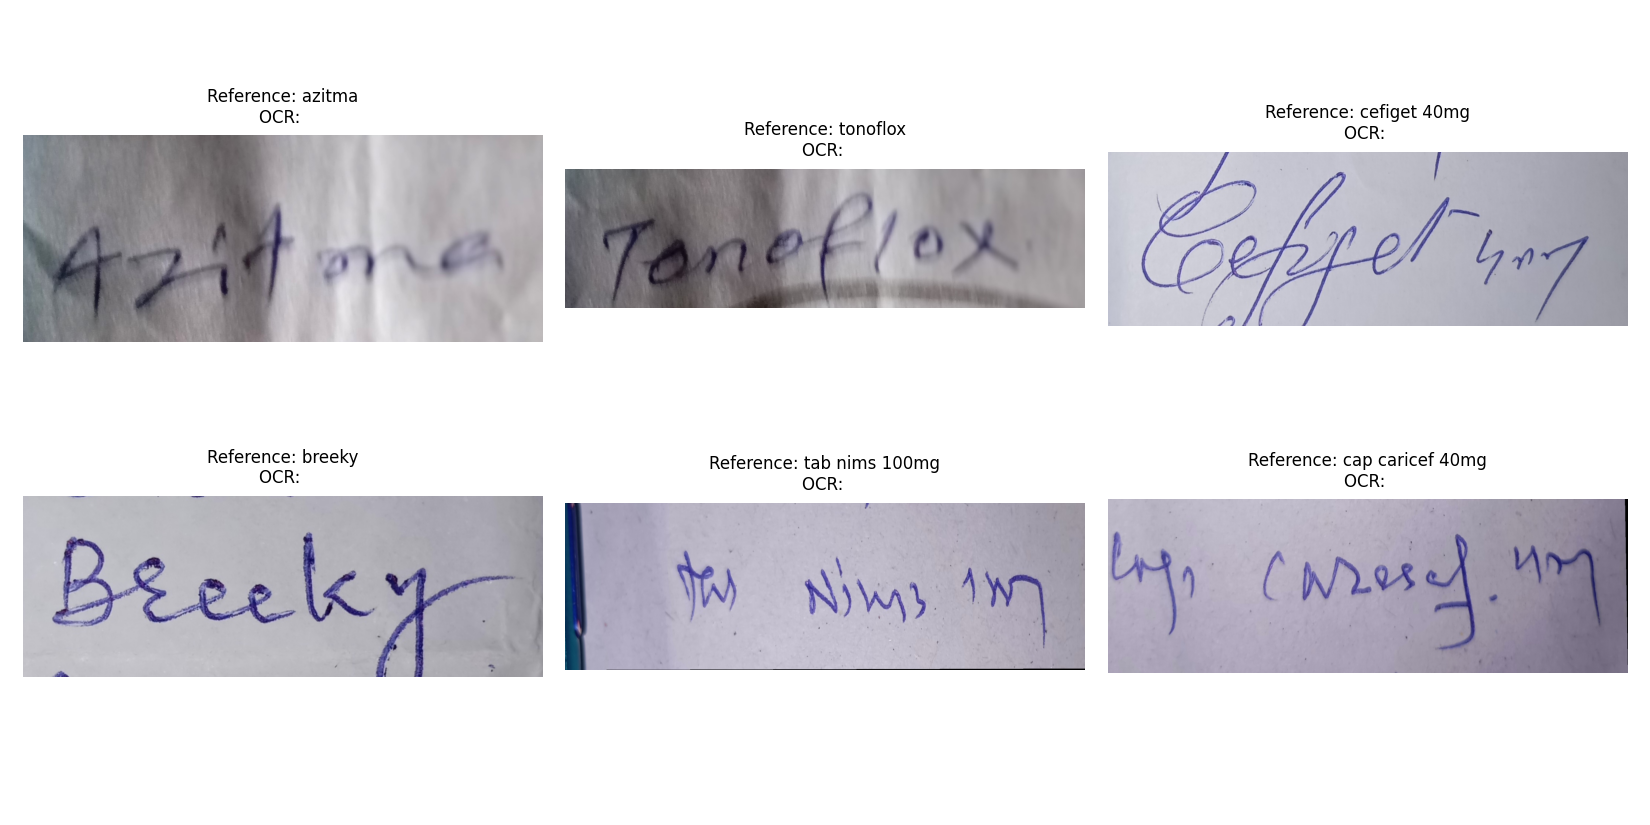 Reference: azitma
OCR:
Azitma
Reference: tonoflox
OCR:
Tonoflox
Reference: cefiget 40mg
OCR:
Cefiget
Reference: breeky
OCR:
Breeky
Reference: tab nims 100mg
OCR:
Nims
Reference: cap caricef 40mg
OCR: